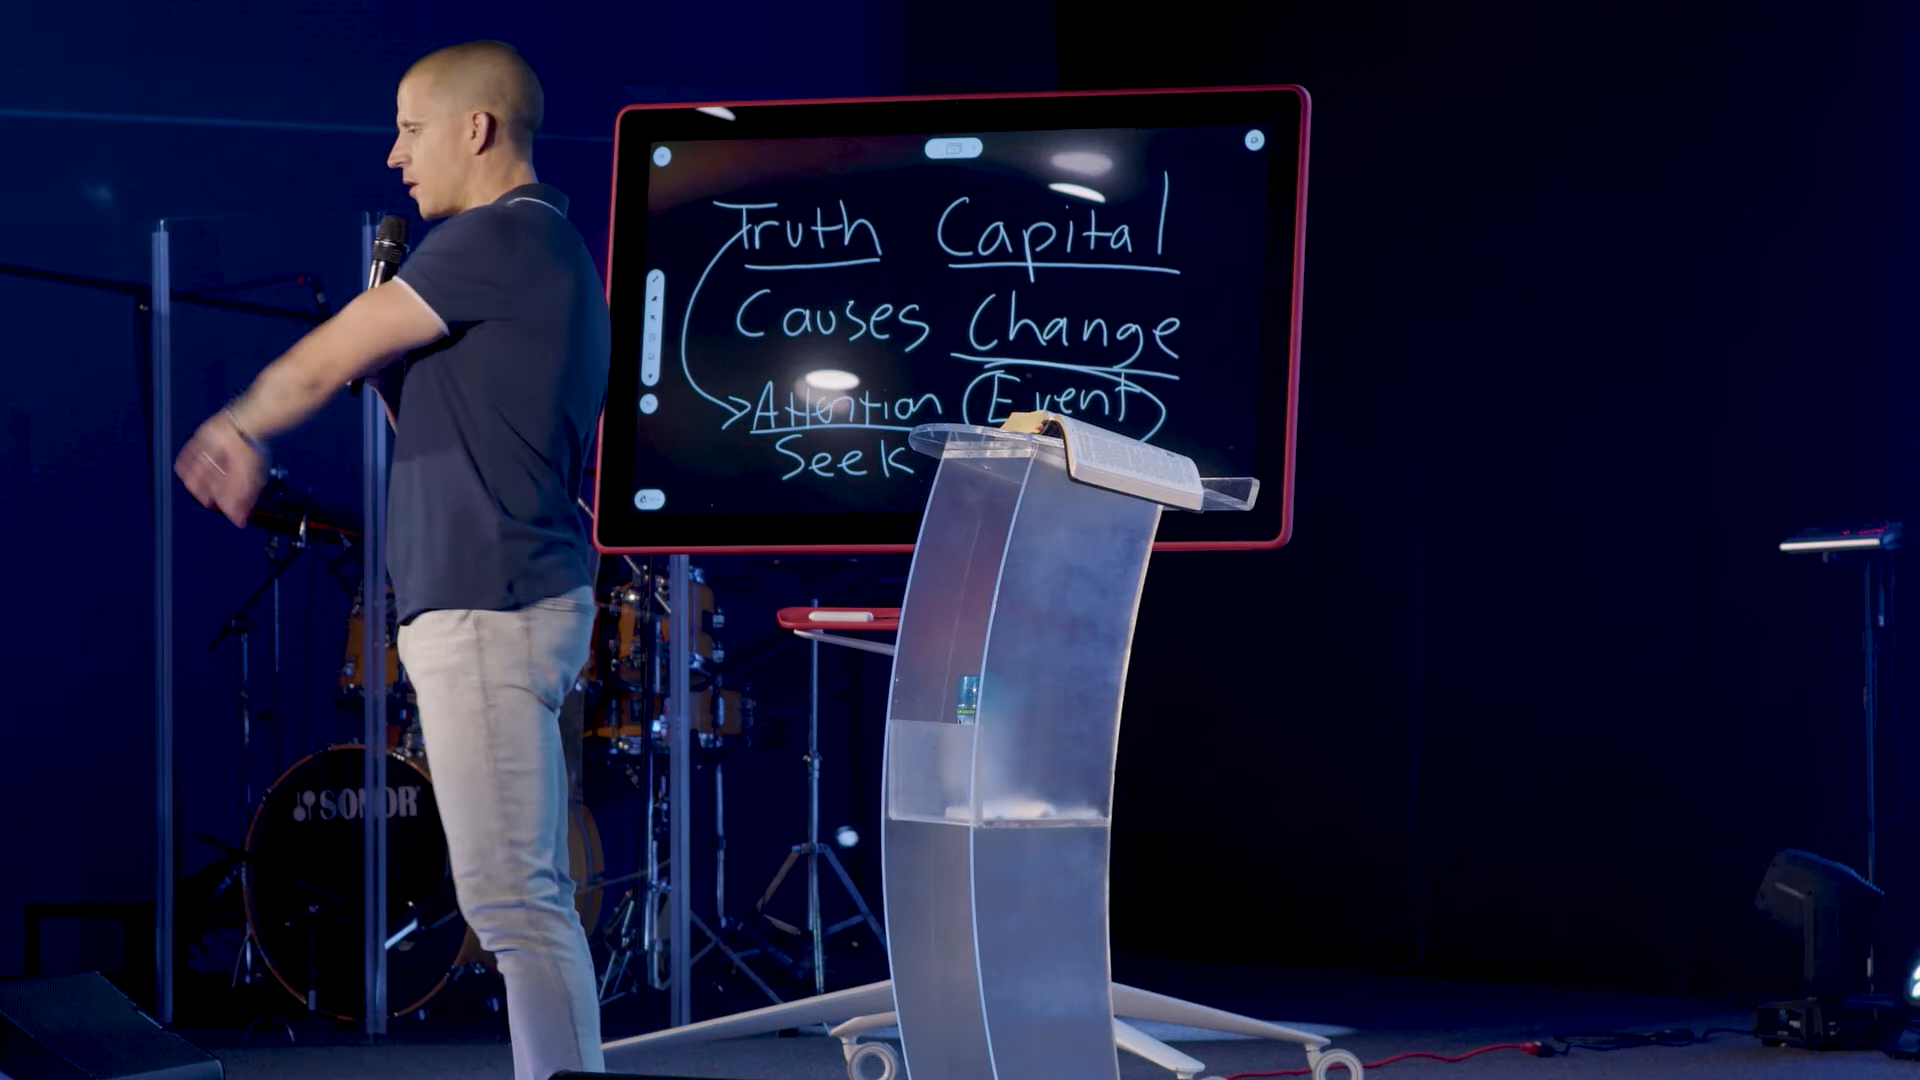 Truth Capital
Causes Change
Attention (Event)
Seek
SONOR